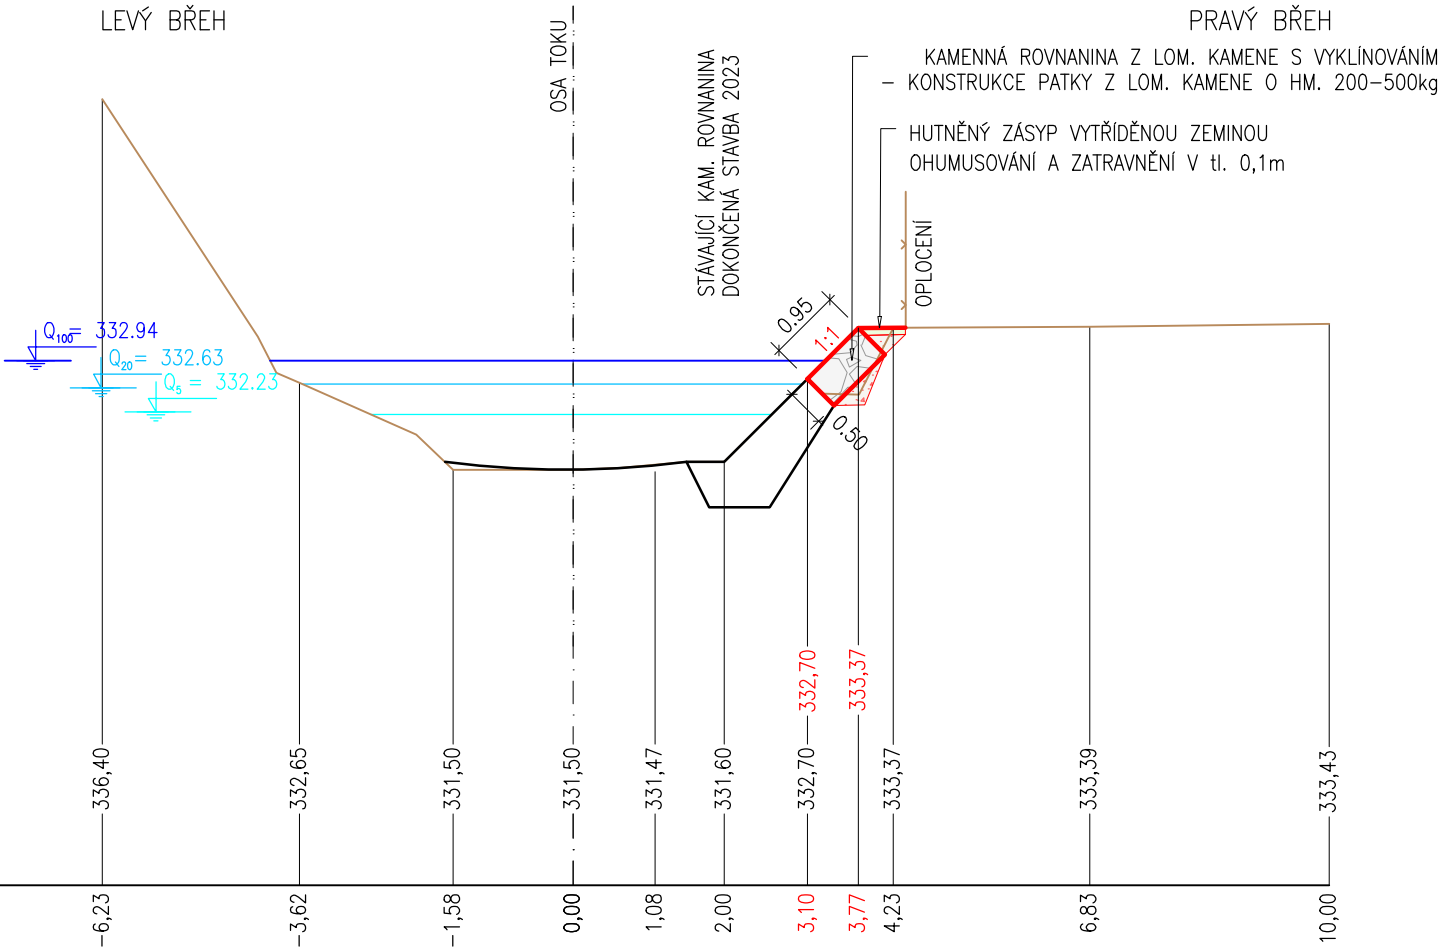 LEVÝ BŘEH
PRAVÝ BŘEH
OSA TOKU
STÁVAJÍCÍ KAM. ROVNANINA
DOKONČENÁ STAVBA 2023
KAMENNÁ ROVNANINA Z LOM. KAMENE S VYKLÍNOVÁNÍM
- KONSTRUKCE PATKY Z LOM. KAMENE O HM. 200-500kg
HUTNĚNÝ ZÁSYP VYTŘÍDĚNOU ZEMINOU
OHUMUSOVÁNÍ A ZATRAVNĚNÍ V tl. 0,1m
OPLOCENÍ
0.95
1:1
0.50
Q100= 332.94
Q20= 332.63
Q5 = 332.23
332,70
333,37
336,40
332,65
331,50
331,50
331,47
331,60
332,70
333,37
333,39
333,43
-6,23
-3,62
-1,58
0,00
1,08
2,00
3,10
3,77
4,23
6,83
10,00